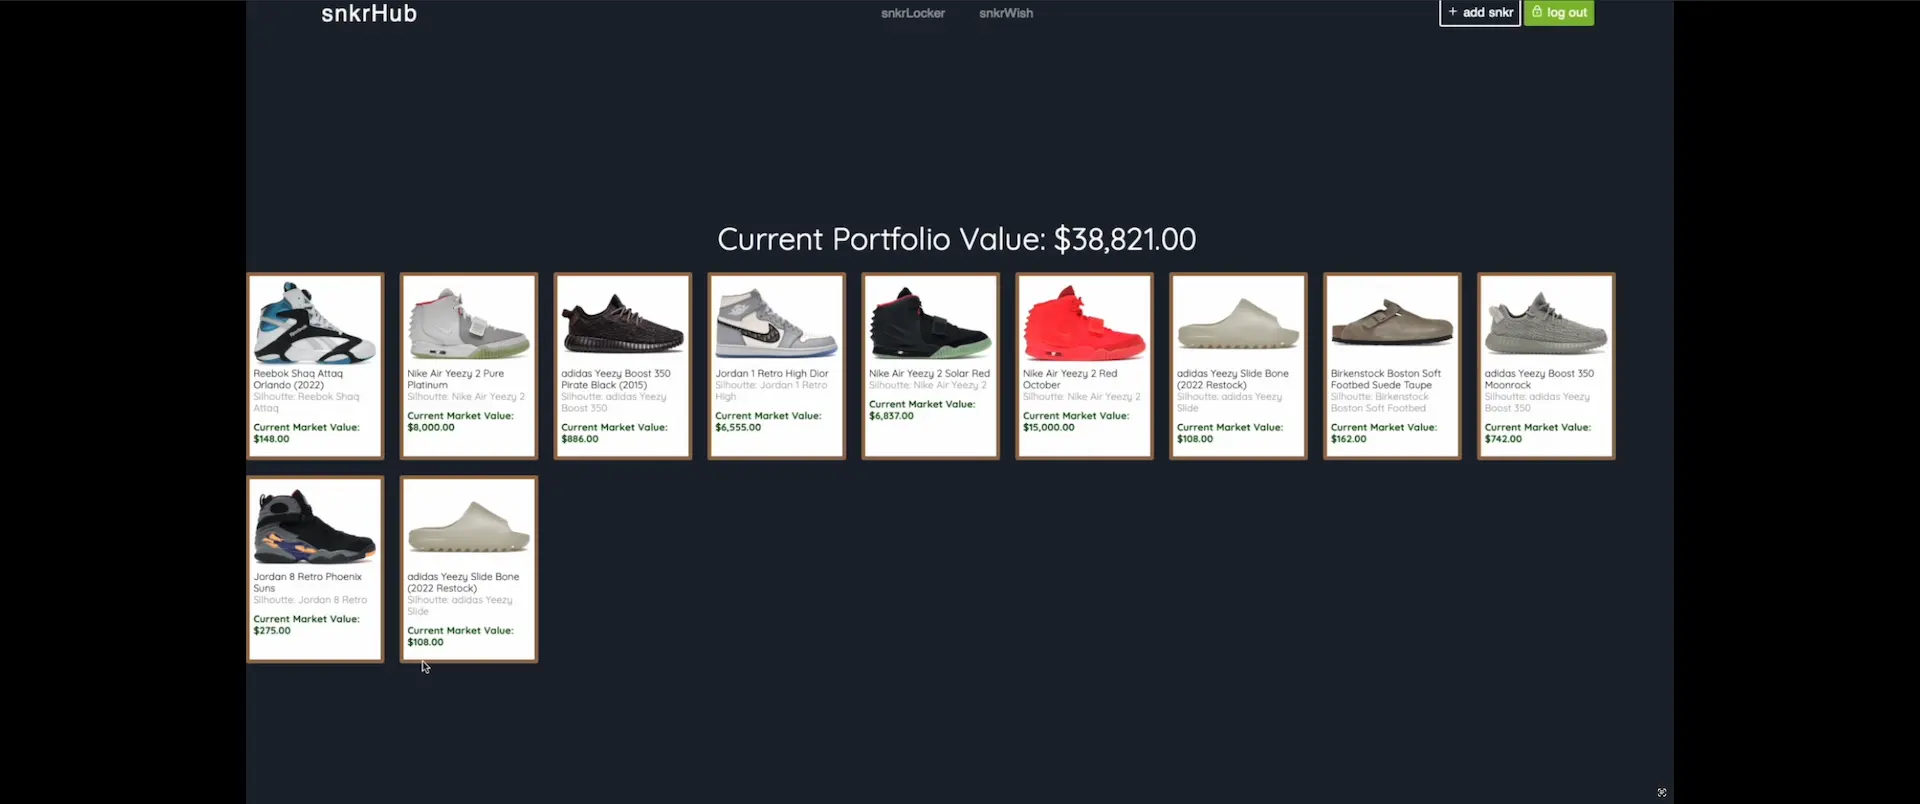 snkrHub
snkrLocker
snkrWish
+ add snkr
log out
Current Portfolio Value: $38,821.00
Reebok Shaq Attaq
Orlando (2022)
Silhoutte: Reebok Shaq
Attaq
Current Market Value:
$148.00
Nike Air Yeezy 2 Pure
Platinum
Silhoutte: Nike Air Yeezy 2
Current Market Value:
$8,000.00
adidas Yeezy Boost 350
Pirate Black (2015)
Silhoutte: adidas Yeezy
Boost 350
Current Market Value:
$886.00
Jordan 1 Retro High Dior
Silhoutte: Jordan 1 Retro
High
Current Market Value:
$6,555.00
Nike Air Yeezy 2 Solar Red
Silhoutte: Nike Air Yeezy 2
Current Market Value:
$6,837.00
Nike Air Yeezy 2 Red
October
Silhoutte: Nike Air Yeezy 2
Current Market Value:
$15,000.00
adidas Yeezy Slide Bone
(2022 Restock)
Silhoutte: adidas Yeezy
Slide
Current Market Value:
$108.00
Birkenstock Boston Soft
Footbed Suede Taupe
Silhoutte: Birkenstock
Boston Soft Footbed
Current Market Value:
$162.00
adidas Yeezy Boost 350
Moonrock
Silhoutte: adidas Yeezy
Boost 350
Current Market Value:
$742.00
Jordan 8 Retro Phoenix
Suns
Silhoutte: Jordan 8 Retro
Current Market Value:
$275.00
adidas Yeezy Slide Bone
(2022 Restock)
Silhoutte: adidas Yeezy
Slide
Current Market Value:
$108.00